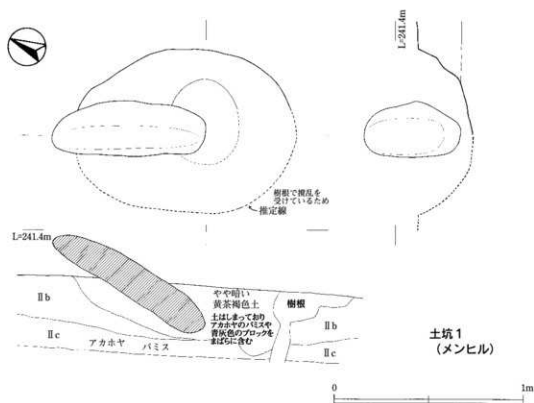 L=241.4m
樹根で攪乱を
受けているため
推定線
L=241.4m
やや暗い
黄茶褐色土
土はしまっており
アカホヤのパミスや
青灰色のブロックを
まばらに含む
樹根
Ⅱb
Ⅱb
Ⅱc
Ⅱc
アカホヤ パミス
土坑1
(メンヒル)
0 1m